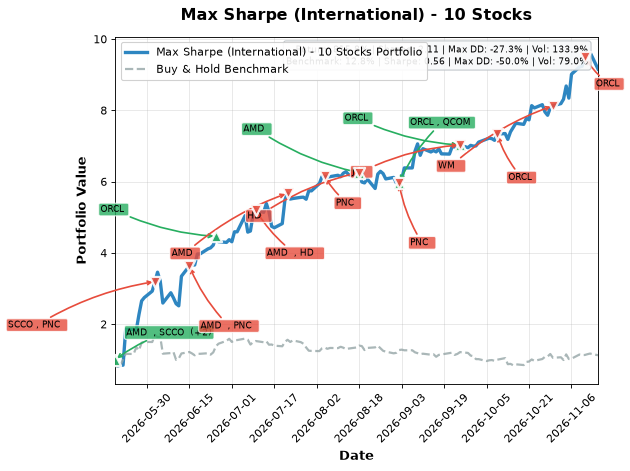 Max Sharpe (International) - 10 Stocks
Max Sharpe (International) - 10 Stocks Portfolio
Buy & Hold Benchmark
11 | Max DD: -27.3% | Vol: 133.9%
Benchmark: 12.8% | Sharpe: 0.56 | Max DD: -50.0% | Vol: 79.0%
ORCL
ORCL
ORCL , QCOM
AMD
WM
ORCL
PNC
ORCL
HD
AMD
AMD , HD
PNC
SCCO , PNC
AMD , SCCO (+2)
AMD , PNC
10
8
6
4
2
Portfolio Value
2026-05-30
2026-06-15
2026-07-01
2026-07-17
2026-08-02
2026-08-18
2026-09-03
2026-09-19
2026-10-05
2026-10-21
2026-11-06
Date